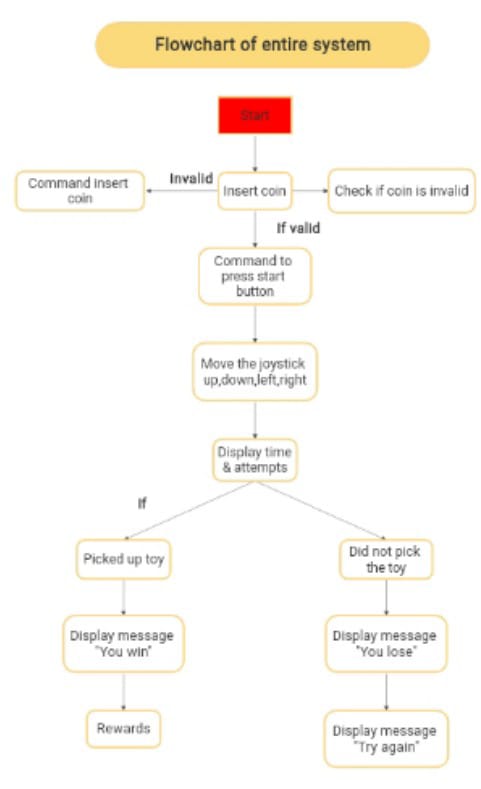 Flowchart of entire system
Start
Invalid
Command insert
coin
Insert coin
Check if coin is invalid
If valid
Command to
press start
button
Move the joystick
up,down,left,right
Display time
& attempts
If
Picked up toy
Did not pick
the toy
Display message
"You win"
Display message
"You lose"
Rewards
Display message
"Try again"